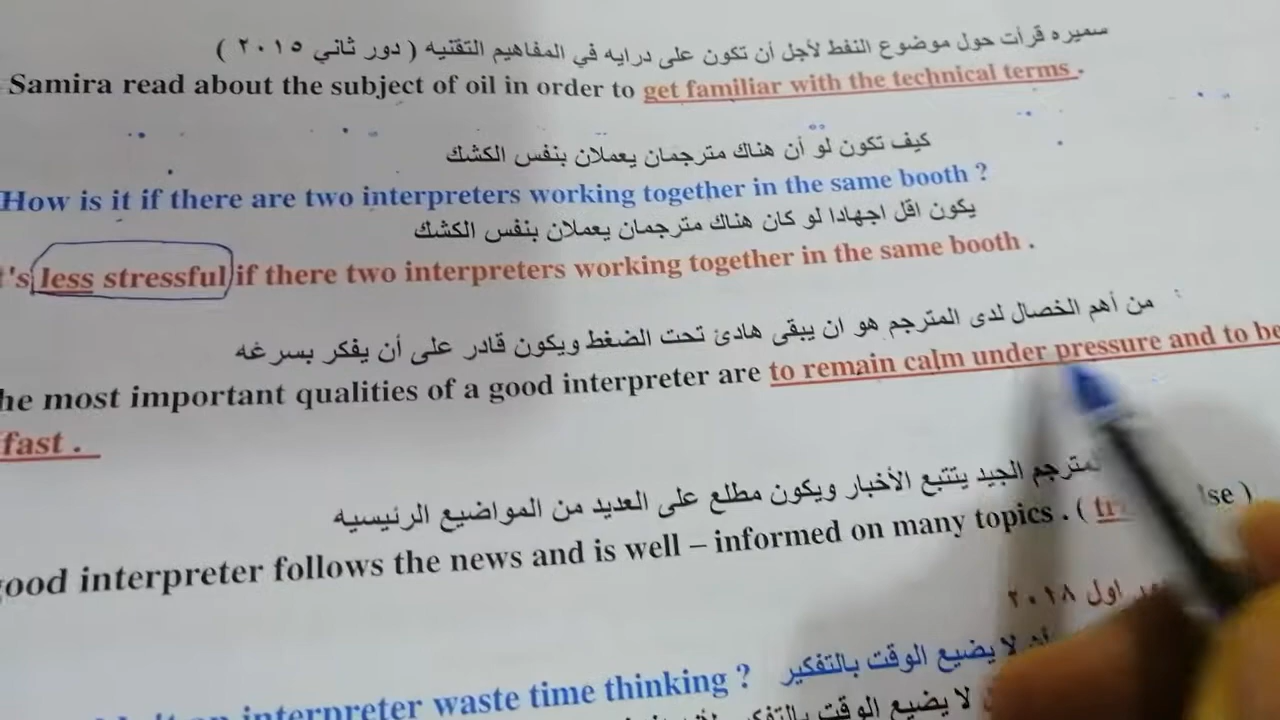 سميره قرأت حول موضوع النفط لأجل أن تكون على درايه في المفاهيم التقنيه ( دور ثاني ٢٠١٥ )
Samira read about the subject of oil in order to get familiar with the technical terms .
كيف تكون لو أن هناك مترجمان يعملان بنفس الكشك
How is it if there are two interpreters working together in the same booth ?
يكون اقل اجهادا لو كان هناك مترجمان يعملان بنفس الكشك
's less stressful if there two interpreters working together in the same booth .
من أهم الخصال لدى المترجم هو ان يبقى هادئ تحت الضغط ويكون قادر على أن يفكر بسرعه
he most important qualities of a good interpreter are to remain calm under pressure and to be
fast .
لمترجم الجيد يتتبع الأخبار ويكون مطلع على العديد من المواضيع الرئيسيه
ood interpreter follows the news and is well – informed on many topics . ( tr lse )
اول ٢٠١٨
interpreter waste time thinking ? أن لا يضيع الوقت بالتفكير
لا يضيع الوقت بالتفكير